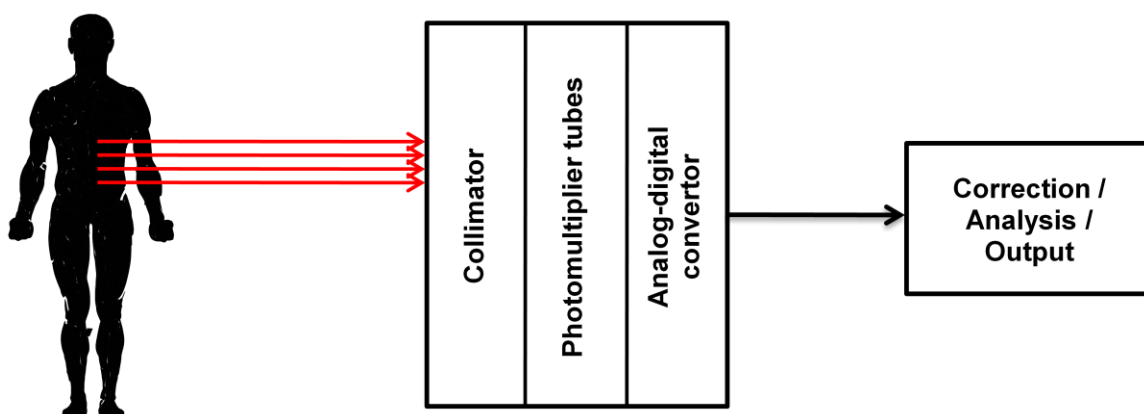 Collimator
Photomultiplier tubes
Analog-digital
convertor
Correction /
Analysis /
Output